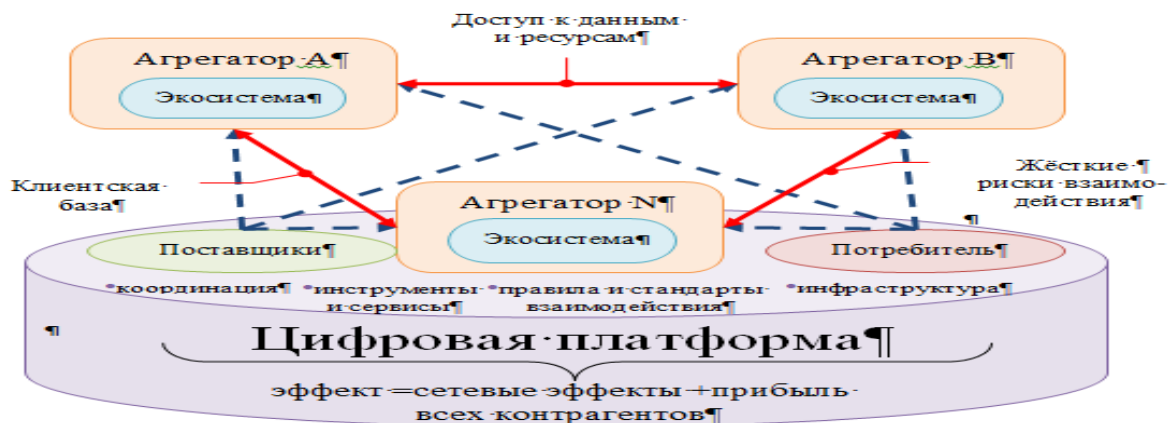 Доступ к данным
и ресурсам
Агрегатор А
Экосистема
Агрегатор В
Экосистема
Клиентская
база
Жёсткие
риски взаимо-
действия
Агрегатор N
Экосистема
Поставщики
Потребитель
•координация
•инструменты
и сервисы
•правила и стандарты
взаимодействия
•инфраструктура
Цифровая платформа
эффект =сетевые эффекты +прибыль
всех контрагентов